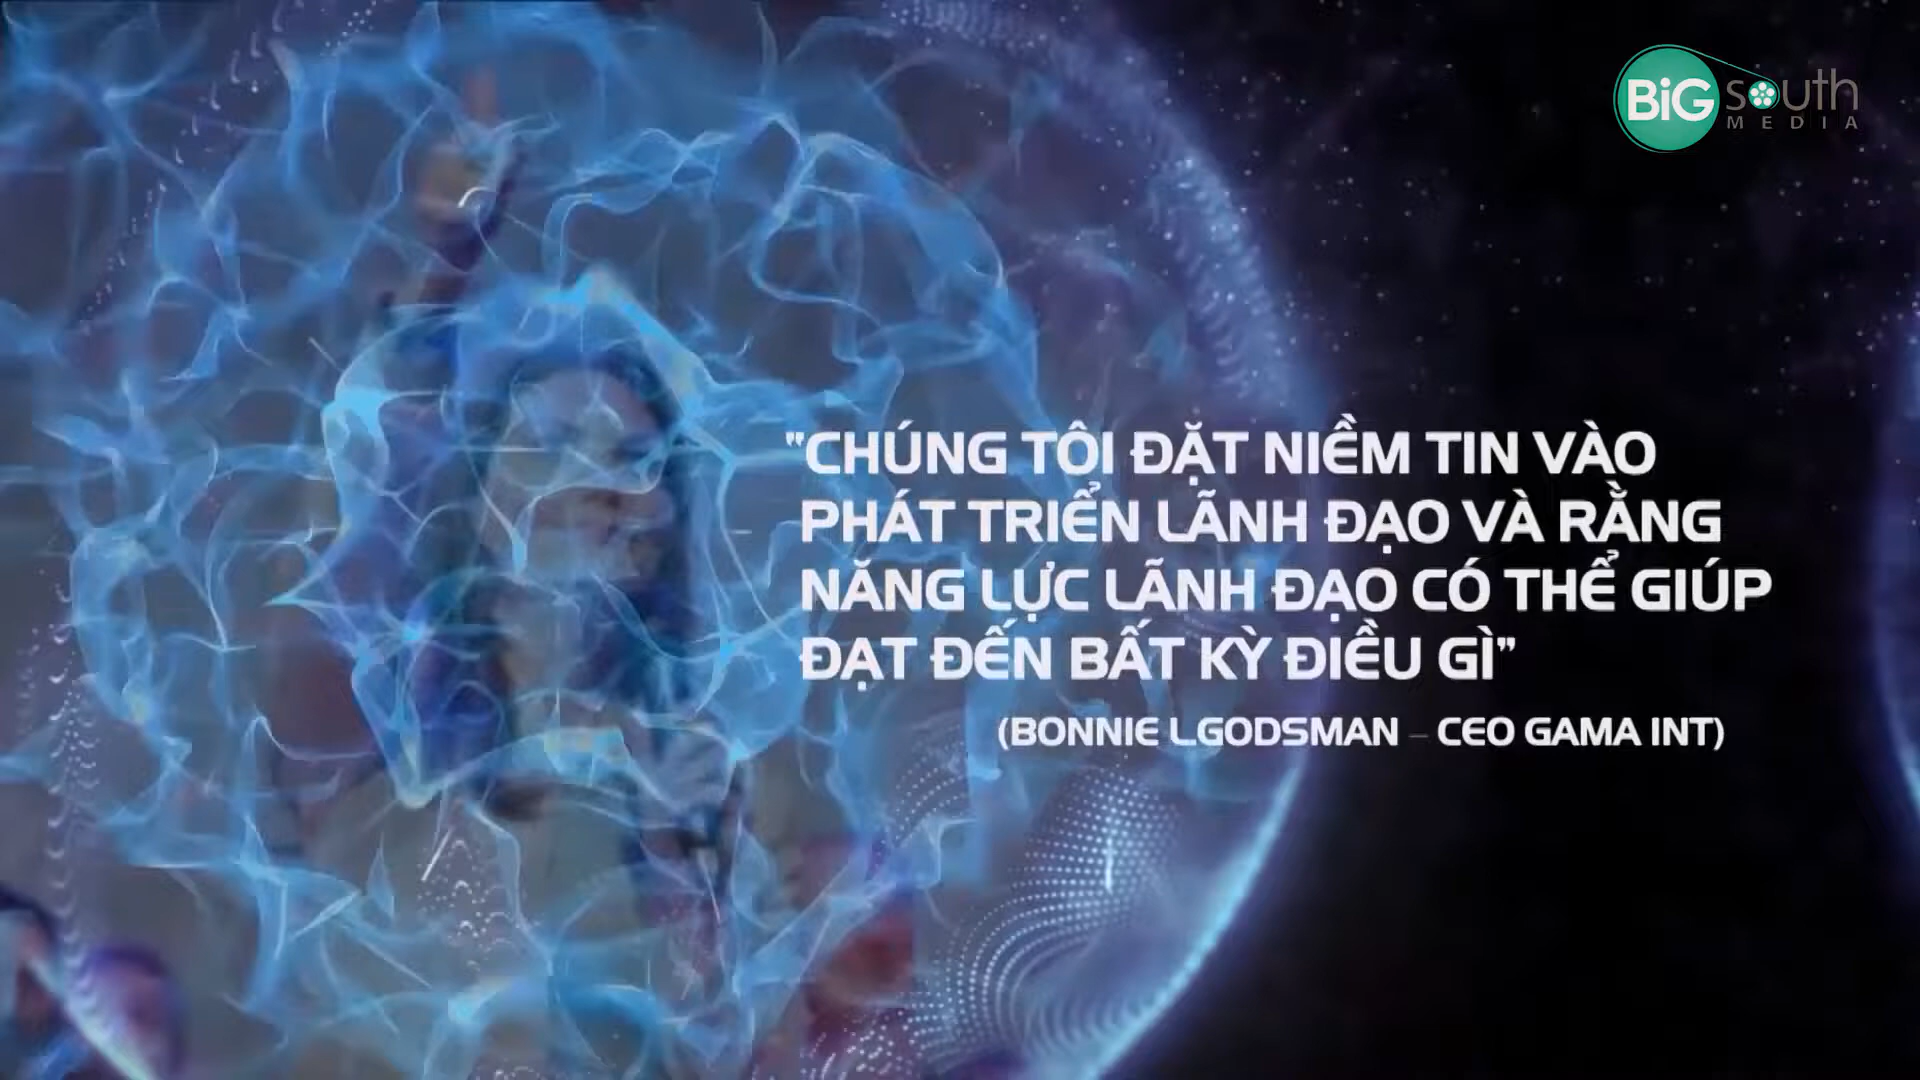 BiG south
MEDIA
"CHÚNG TÔI ĐẶT NIỀM TIN VÀO
PHÁT TRIỂN LÃNH ĐẠO VÀ RẰNG
NĂNG LỰC LÃNH ĐẠO CÓ THỂ GIÚP
ĐẠT ĐẾN BẤT KỲ ĐIỀU GÌ"
(BONNIE L.GODSMAN – CEO GAMA INT)